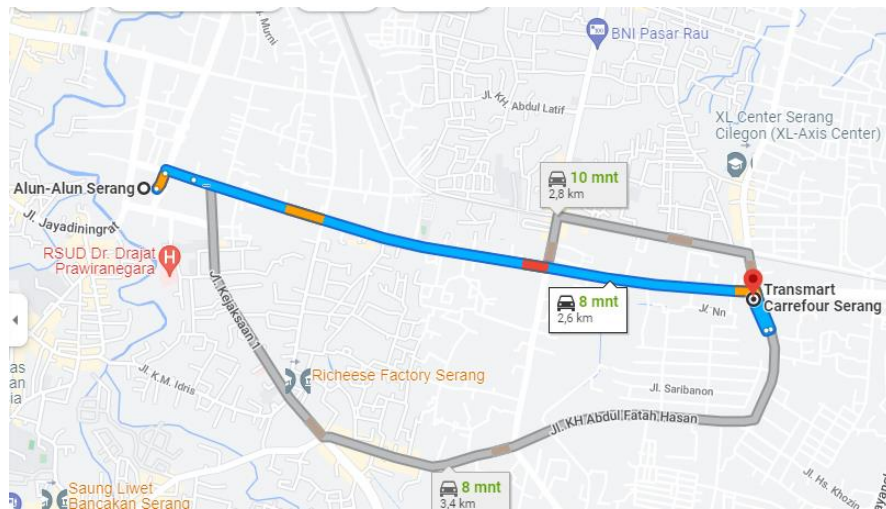 BNI Pasar Rau
Jl. KH. Abdul Latif
XL Center Serang
Cilegon (XL-Axis Center)
10 mnt
2,8 km
Alun-Alun Serang
Jl. Jayadiningrat
RSUD Dr. Drajat
Prawiranegara
Transmart
Carrefour Serang
8 mnt
2,6 km
Jl. Nn
Jl. Kejaksaan 1
Jl. K.M. Idris
Richeese Factory Serang
Jl. Saribanon
Jl. KH Abdul Fatah Hasan
Jl. Hs. Khozin
8 mnt
3,4 km
Saung Liwet
Bancakan Serang